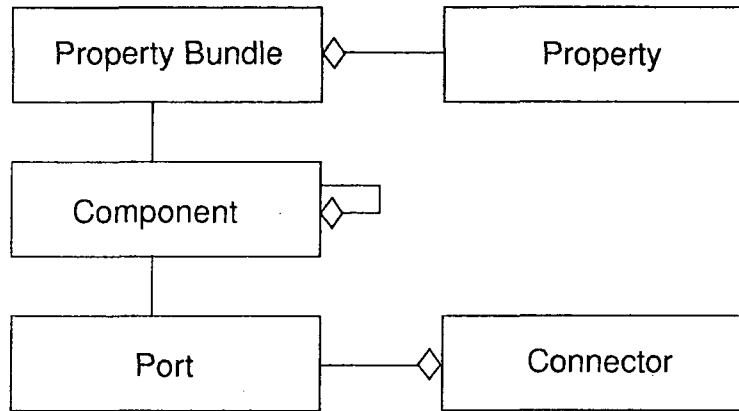 Property Bundle
Property
Component
Port
Connector